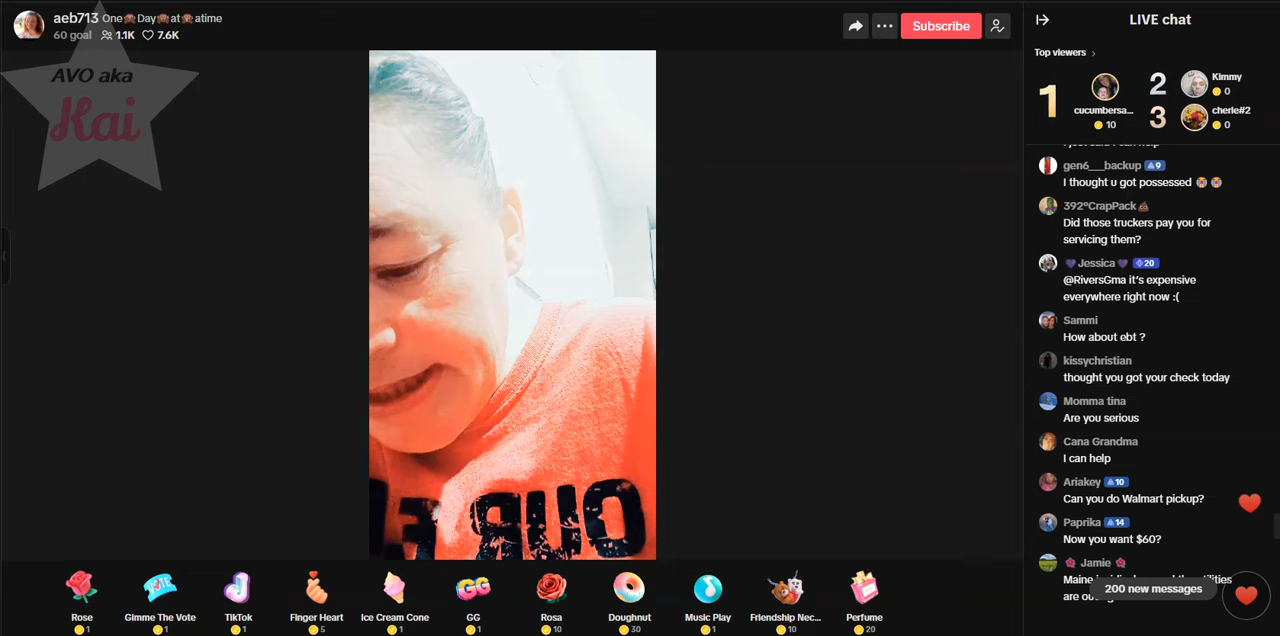 aeb713 One🙈Day🙈at🙈atime
60 goal 1.1K 7.6K
Subscribe
AVO aka
Kai
LIVE chat
Top viewers
1
cucumbersa...
10
2
Kimmy
0
3
cherle#2
0
gen6__backup 9
I thought u got possessed 😭 😭
392°CrapPack💩
Did those truckers pay you for
servicing them?
💜Jessica💜 20
@RiversGma it's expensive
everywhere right now :(
Sammi
How about ebt ?
kissychristian
thought you got your check today
Momma tina
Are you serious
Cana Grandma
I can help
Ariakey 10
Can you do Walmart pickup?
Paprika 14
Now you want $60?
🌺 Jamie 🌺
are ou
200 new messages
OUR
Rose
1
Gimme The Vote
1
TikTok
1
Finger Heart
5
Ice Cream Cone
1
GG
1
Rosa
10
Doughnut
30
Music Play
1
Friendship Nec...
10
Perfume
20